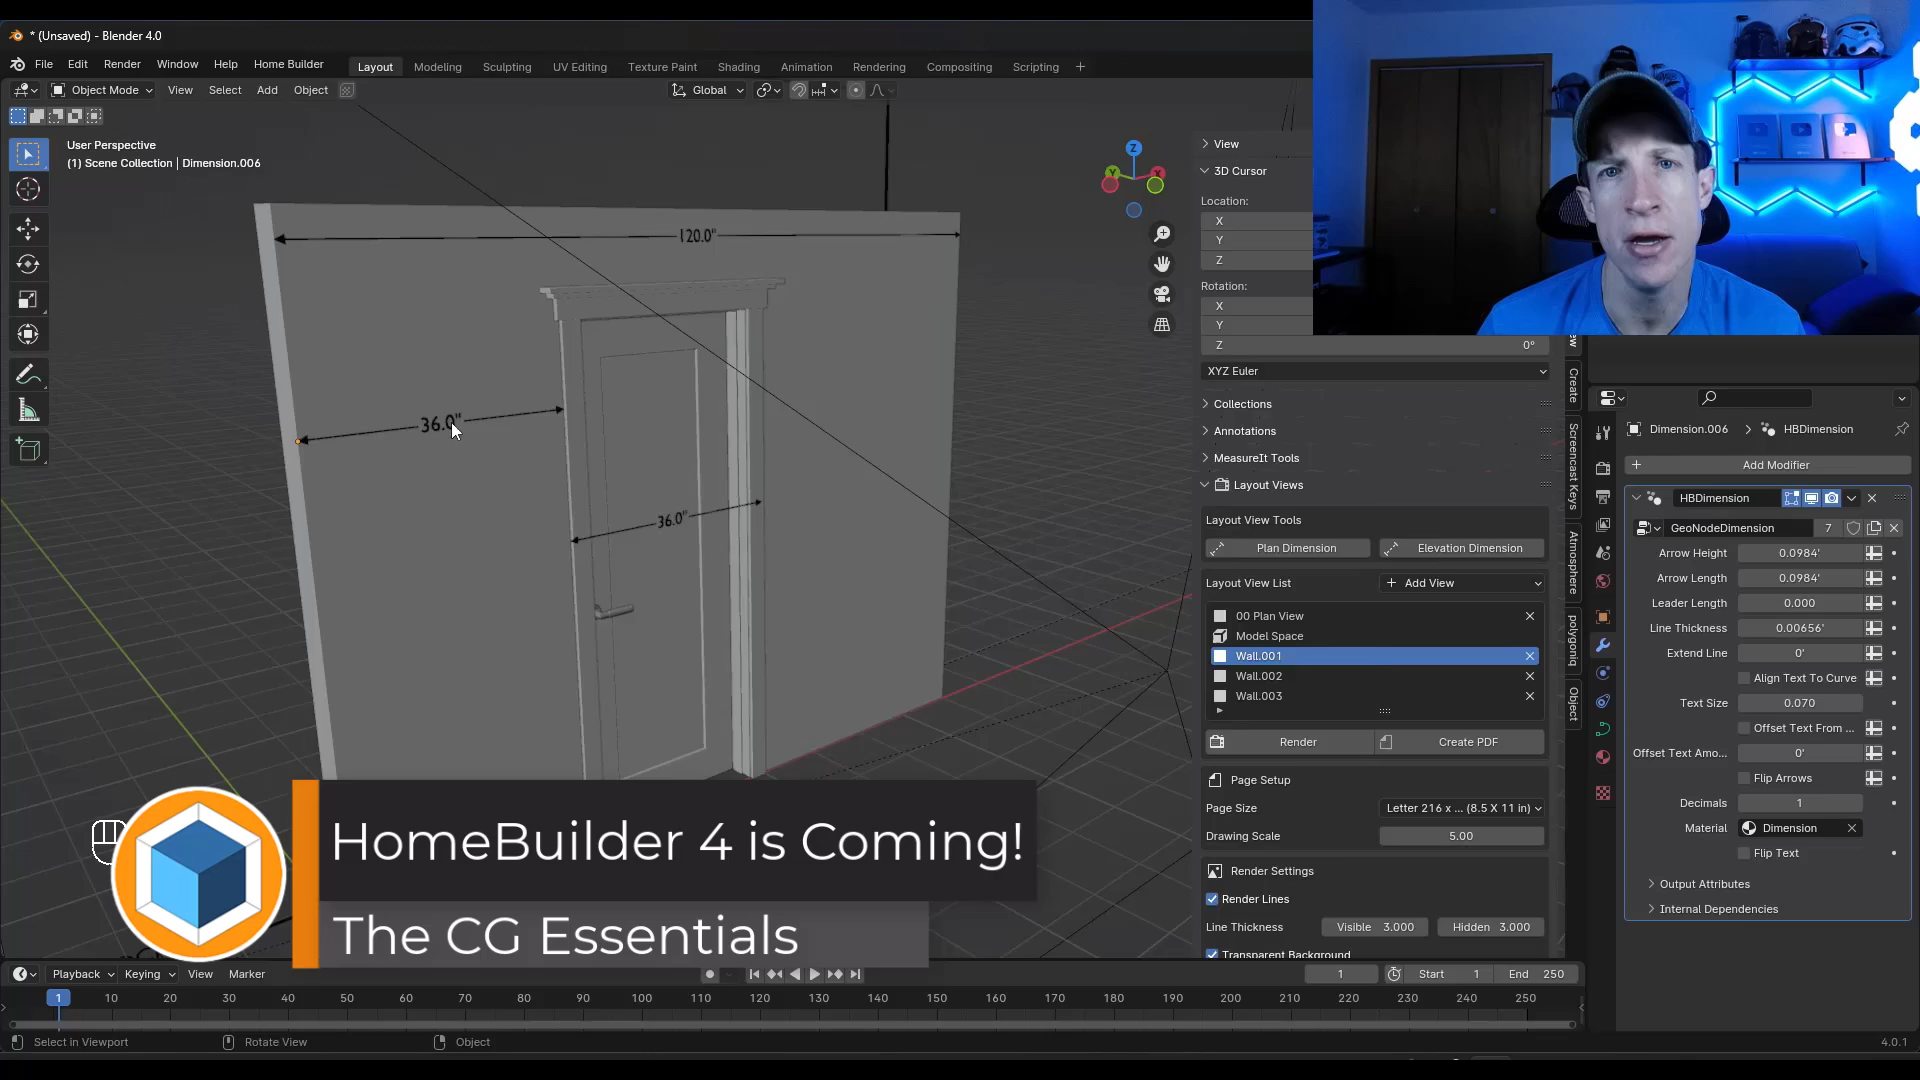 * (Unsaved) - Blender 4.0
File Edit Render Window Help Home Builder
Layout Modeling Sculpting UV Editing Texture Paint Shading Animation Rendering Compositing Scripting +
Object Mode View Select Add Object Global
User Perspective
(1) Scene Collection | Dimension.006
120.0"
36.0"
36.0"
Z
Y
X
View
3D Cursor
Location:
X
Y
Z
Rotation:
X
Y
Z 0°
XYZ Euler
Collections
Annotations
MeasureIt Tools
Layout Views
Layout View Tools
Plan Dimension Elevation Dimension
Layout View List + Add View
00 Plan View
Model Space
Wall.001
Wall.002
Wall.003
Render Create PDF
Page Setup
Page Size Letter 216 x ... (8.5 X 11 in)
Drawing Scale 5.00
Render Settings
Render Lines
Line Thickness Visible 3.000 Hidden 3.000
Transparent Background
Create
Screencast Keys
Atmosphere
polygoniq
Object
Dimension.006 > HBDimension
+ Add Modifier
HBDimension
GeoNodeDimension 7
Arrow Height 0.0984'
Arrow Length 0.0984'
Leader Length 0.000
Line Thickness 0.00656'
Extend Line 0'
Align Text To Curve
Text Size 0.070
Offset Text From ...
Offset Text Amo... 0'
Flip Arrows
Decimals 1
Material Dimension
Flip Text
Output Attributes
Internal Dependencies
HomeBuilder 4 is Coming!
The CG Essentials
Playback Keying View Marker 1 Start 1 End 250
1 10 20 30 40 50 60 70 80 90 100 110 120 130 140 150 160 170 180 190 200 210 220 230 240 250
Select in Viewport Rotate View Object 4.0.1